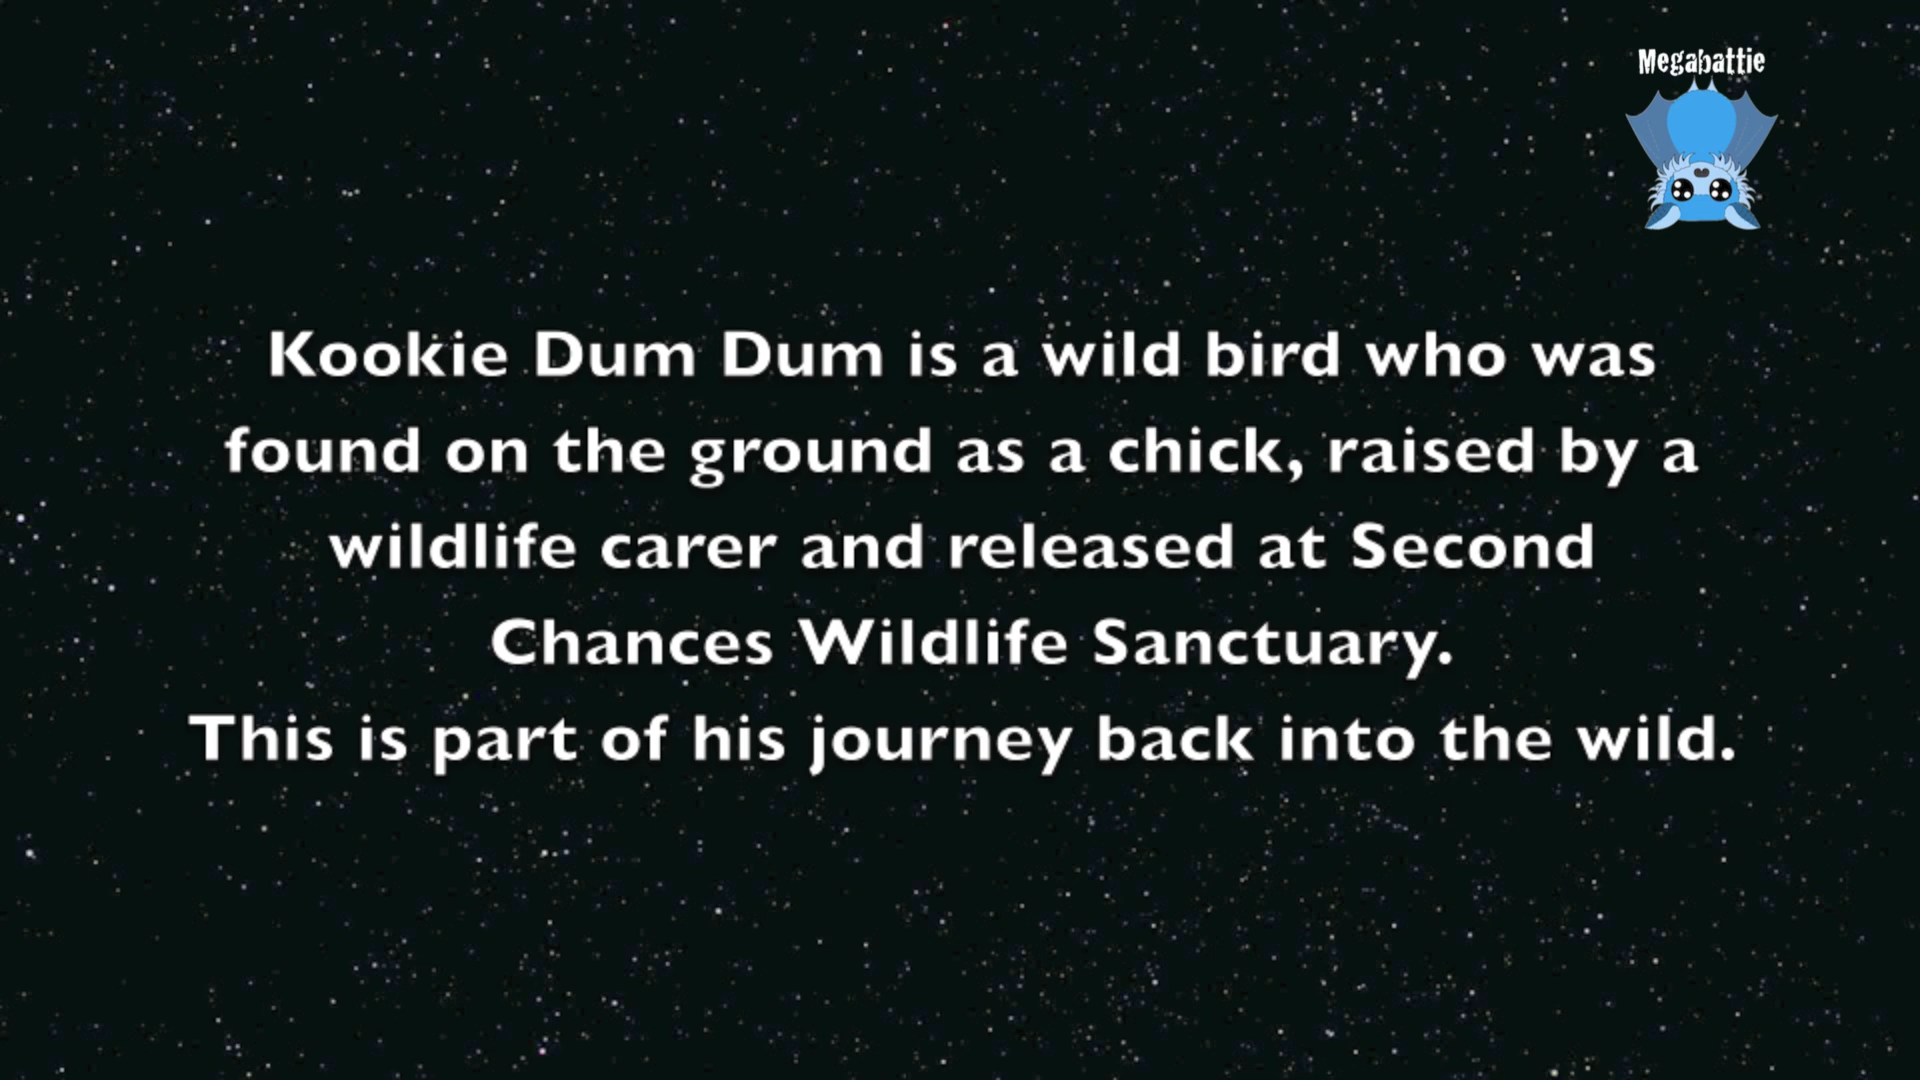 Megabattie
Kookie Dum Dum is a wild bird who was
found on the ground as a chick, raised by a
wildlife carer and released at Second
Chances Wildlife Sanctuary.
This is part of his journey back into the wild.